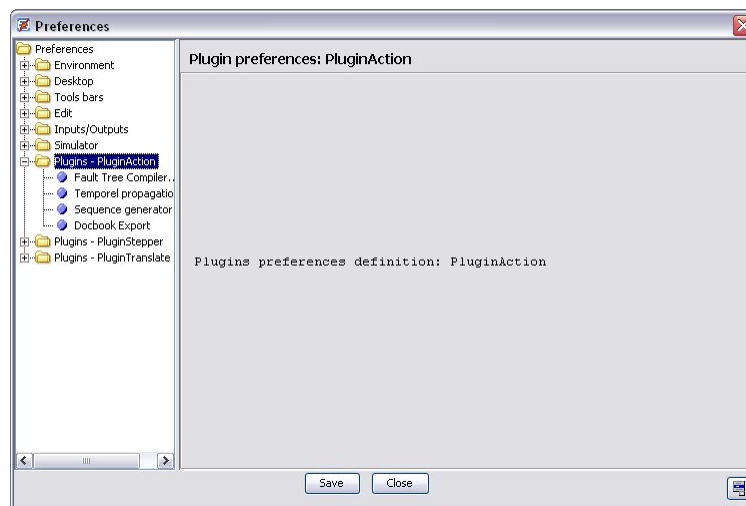 Preferences
Preferences
Environment
Desktop
Tools bars
Edit
Inputs/Outputs
Simulator
Plugins - PluginAction
Fault Tree Compiler..
Temporel propagatio
Sequence generator
Docbook Export
Plugins - PluginStepper
Plugins - PluginTranslate
Plugin preferences: PluginAction
Plugins preferences definition: PluginAction
Save Close